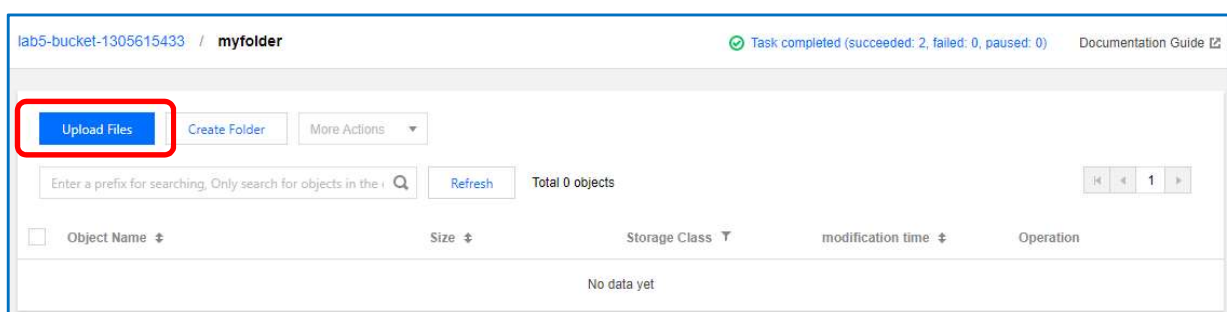 lab5-bucket-1305615433 / myfolder Task completed (succeeded: 2, failed: 0, paused: 0) Documentation Guide
Upload Files Create Folder More Actions
Enter a prefix for searching, Only search for objects in the Refresh Total 0 objects 1
Object Name Size Storage Class modification time Operation
No data yet